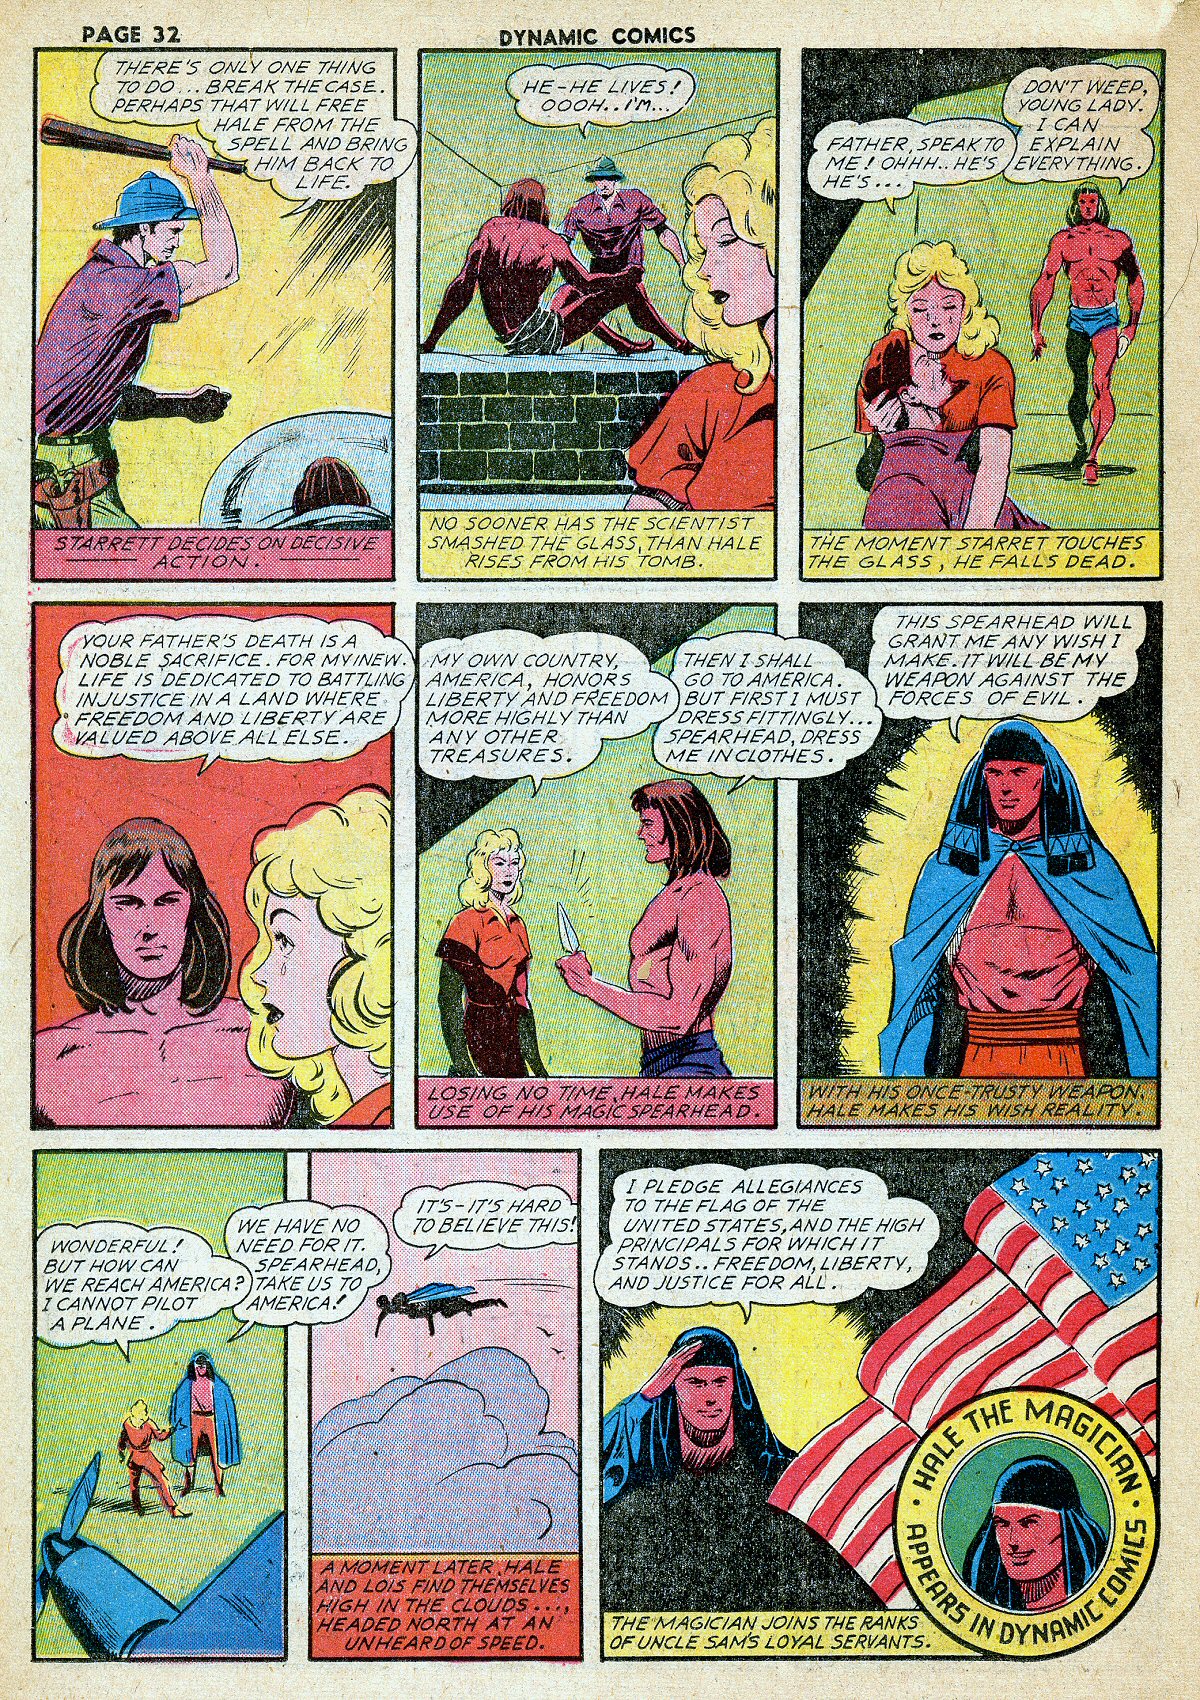 PAGE 32
DYNAMIC COMICS
THERE'S ONLY ONE THING
TO DO... BREAK THE CASE.
PERHAPS THAT WILL FREE
HALE FROM THE
SPELL AND BRING
HIM BACK TO
LIFE.
STARRETT DECIDES ON DECISIVE
ACTION.
HE-HE LIVES!
OOOH..I'M...
NO SOONER HAS THE SCIENTIST
SMASHED THE GLASS, THAN HALE
RISES FROM HIS TOMB.
FATHER, SPEAK TO
ME! OHHH..HE'S
HE'S...
DON'T WEEP,
YOUNG LADY.
I CAN
EXPLAIN
EVERYTHING.
THE MOMENT STARRET TOUCHES
THE GLASS, HE FALLS DEAD.
YOUR FATHER'S DEATH IS A
NOBLE SACRIFICE. FOR MY NEW
LIFE IS DEDICATED TO BATTLING
INJUSTICE IN A LAND WHERE
FREEDOM AND LIBERTY ARE
VALUED ABOVE ALL ELSE.
MY OWN COUNTRY,
AMERICA, HONORS
LIBERTY AND FREEDOM
MORE HIGHLY THAN
ANY OTHER
TREASURES.
THEN I SHALL
GO TO AMERICA.
BUT FIRST I MUST
DRESS FITTINGLY...
SPEARHEAD, DRESS
ME IN CLOTHES.
LOSING NO TIME, HALE MAKES
USE OF HIS MAGIC SPEARHEAD.
THIS SPEARHEAD WILL
GRANT ME ANY WISH I
MAKE. IT WILL BE MY
WEAPON AGAINST THE
FORCES OF EVIL.
WITH HIS ONCE-TRUSTY WEAPON,
HALE MAKES HIS WISH REALITY.
WONDERFUL!
BUT HOW CAN
WE REACH AMERICA?
I CANNOT PILOT
A PLANE.
WE HAVE NO
NEED FOR IT.
SPEARHEAD,
TAKE US TO
AMERICA!
IT'S-IT'S HARD
TO BELIEVE THIS!
A MOMENT LATER, HALE
AND LOIS FIND THEMSELVES
HIGH IN THE CLOUDS...,
HEADED NORTH AT AN
UNHEARD OF SPEED.
I PLEDGE ALLEGIANCES
TO THE FLAG OF THE
UNITED STATES, AND THE HIGH
PRINCIPALS FOR WHICH IT
STANDS.. FREEDOM, LIBERTY,
AND JUSTICE FOR ALL.
THE MAGICIAN JOINS THE RANKS
OF UNCLE SAM'S LOYAL SERVANTS.
HALE THE MAGICIAN
APPEARS IN DYNAMIC COMICS